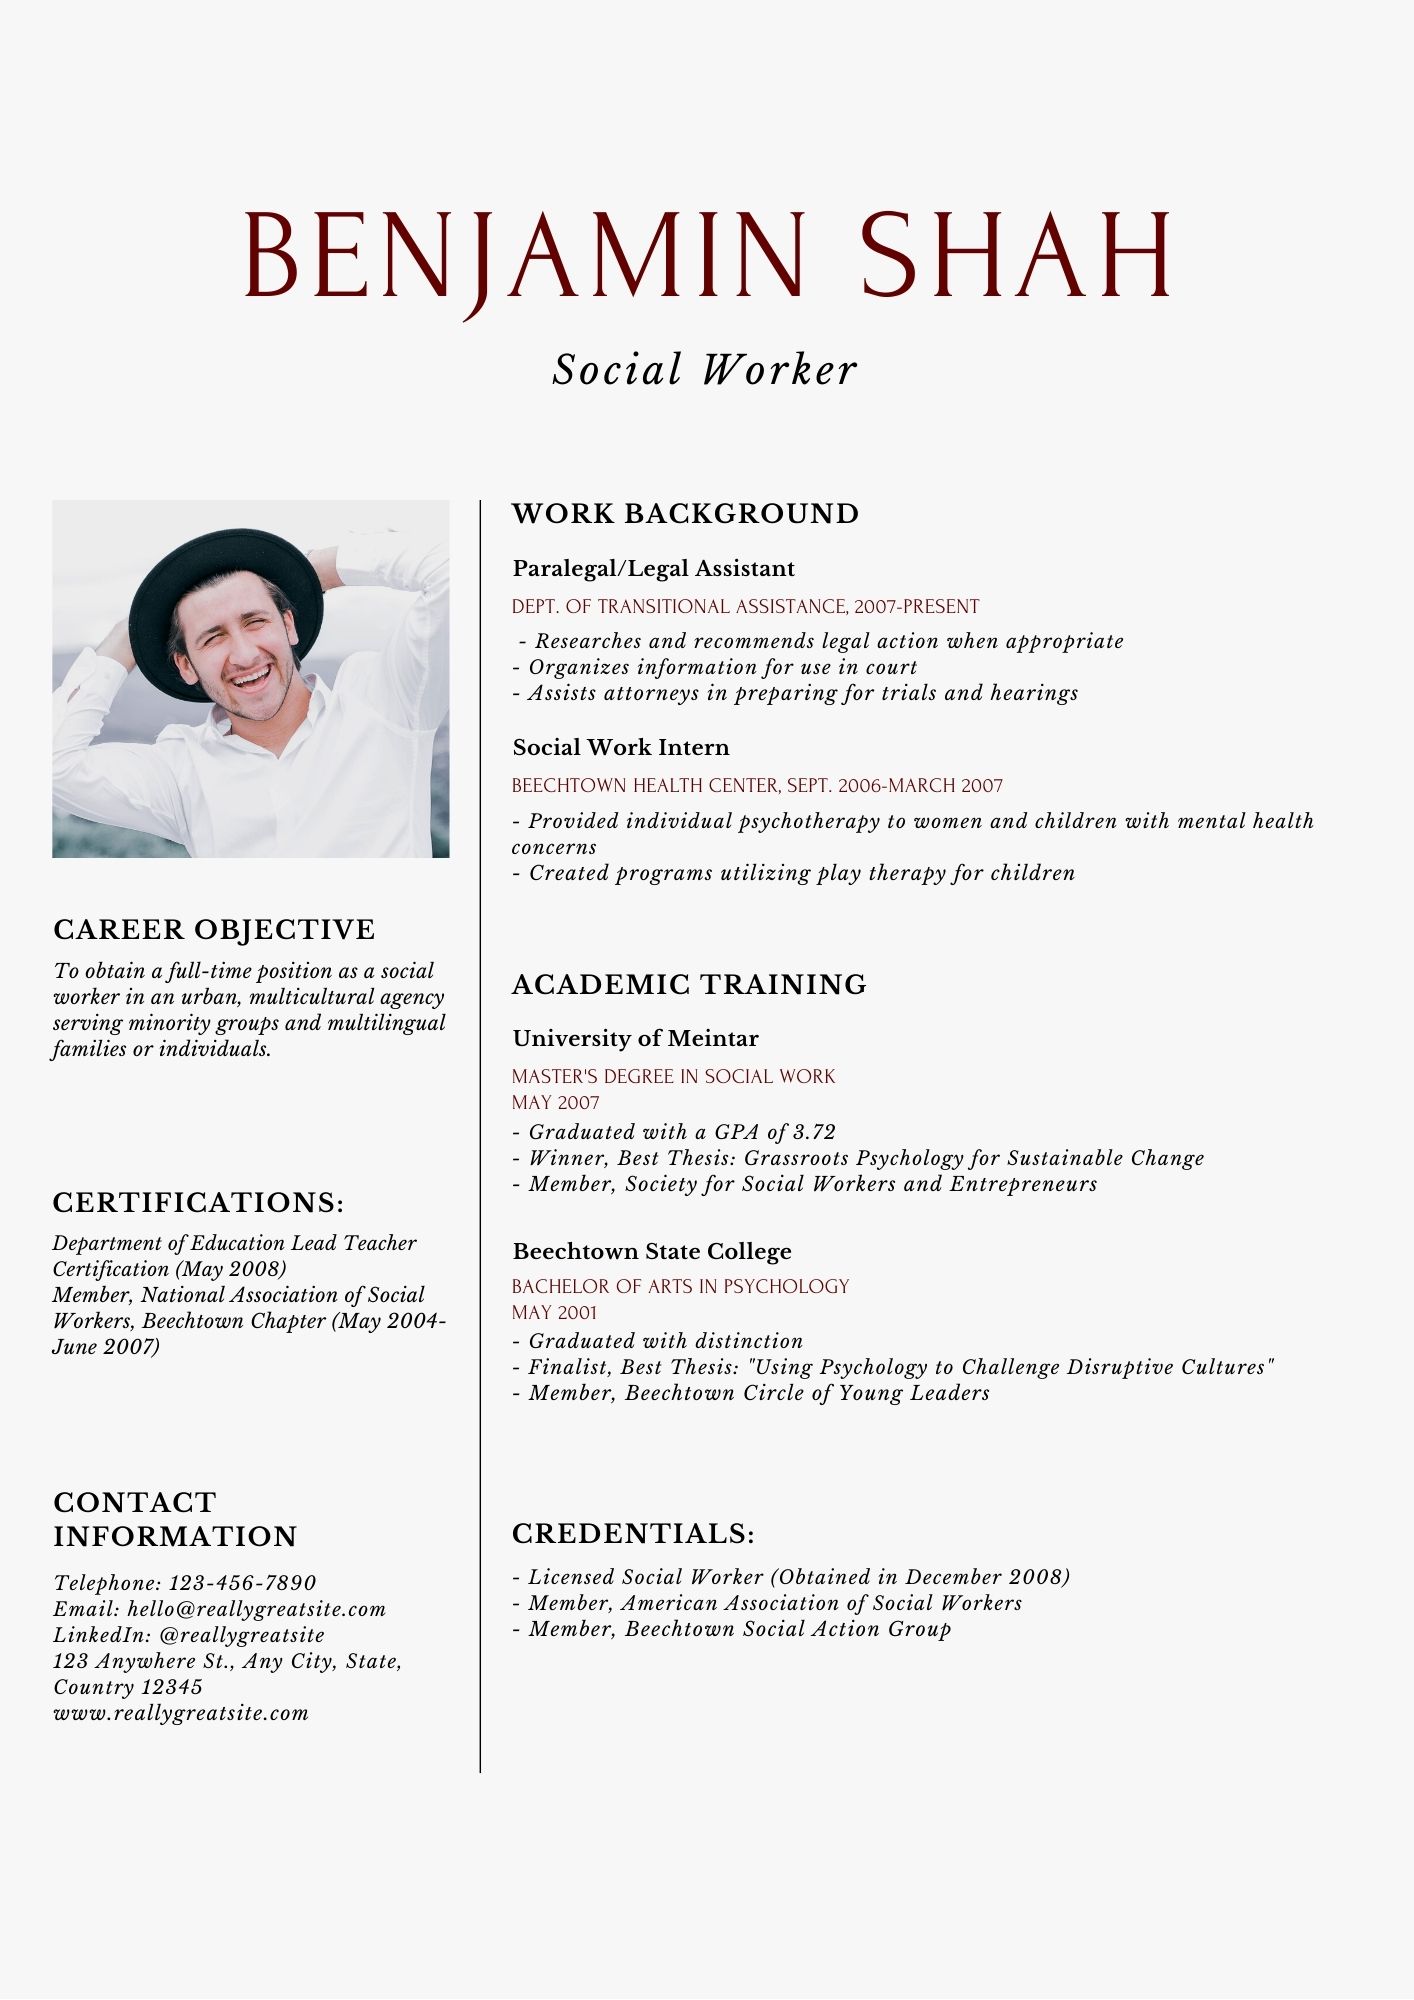 BENJAMIN SHAH
Social Worker
CAREER OBJECTIVE
To obtain a full-time position as a social
worker in an urban, multicultural agency
serving minority groups and multilingual
families or individuals.
CERTIFICATIONS:
Department of Education Lead Teacher
Certification (May 2008)
Member, National Association of Social
Workers, Beechtown Chapter (May 2004-
June 2007)
CONTACT
INFORMATION
Telephone: 123-456-7890
Email: hello@reallygreatsite.com
LinkedIn: @reallygreatsite
123 Anywhere St., Any City, State,
Country 12345
www.reallygreatsite.com
WORK BACKGROUND
Paralegal/Legal Assistant
DEPT. OF TRANSITIONAL ASSISTANCE, 2007-PRESENT
- Researches and recommends legal action when appropriate
- Organizes information for use in court
- Assists attorneys in preparing for trials and hearings
Social Work Intern
BEECHTOWN HEALTH CENTER, SEPT. 2006-MARCH 2007
- Provided individual psychotherapy to women and children with mental health
concerns
- Created programs utilizing play therapy for children
ACADEMIC TRAINING
University of Meintar
MASTER'S DEGREE IN SOCIAL WORK
MAY 2007
- Graduated with a GPA of 3.72
- Winner, Best Thesis: Grassroots Psychology for Sustainable Change
- Member, Society for Social Workers and Entrepreneurs
Beechtown State College
BACHELOR OF ARTS IN PSYCHOLOGY
MAY 2001
- Graduated with distinction
- Finalist, Best Thesis: "Using Psychology to Challenge Disruptive Cultures"
- Member, Beechtown Circle of Young Leaders
CREDENTIALS:
- Licensed Social Worker (Obtained in December 2008)
- Member, American Association of Social Workers
- Member, Beechtown Social Action Group